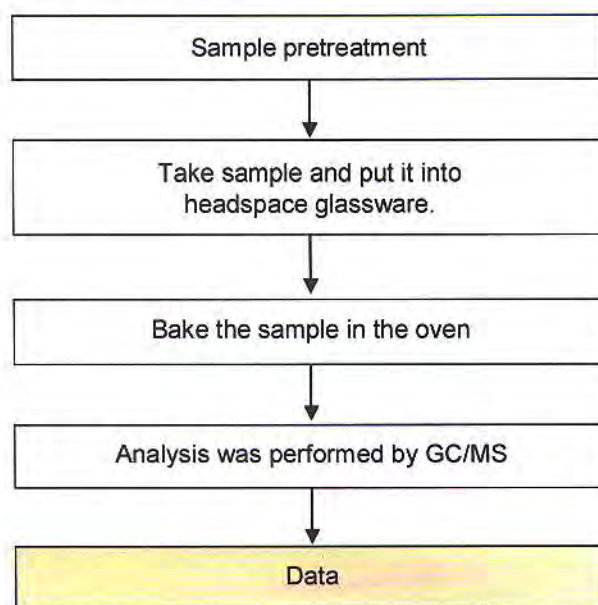 Sample pretreatment
Take sample and put it into
headspace glassware.
Bake the sample in the oven
Analysis was performed by GC/MS
Data